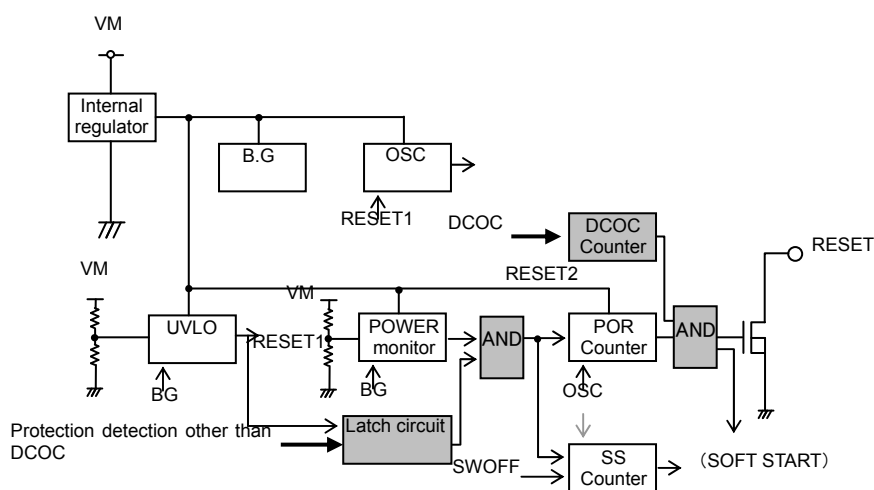 VM
Internal
regulator
B.G
OSC
RESET1
DCOC
DCOC
Counter
RESET
RESET2
VM
VM
UVLO
RESET1
POWER
monitor
AND
POR
Counter
AND
BG
BG
OSC
Protection detection other than
DCOC
Latch circuit
SWOFF
SS
Counter
(SOFT START)